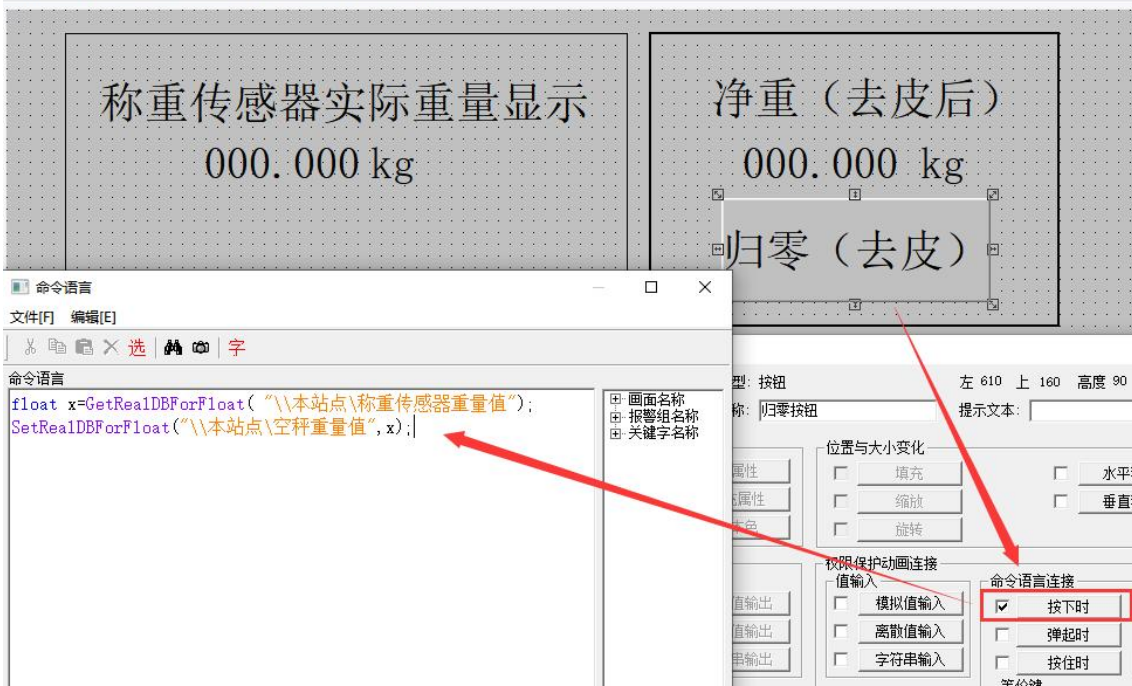 称重传感器实际重量显示
000.000 kg
净重（去皮后）
000.000 kg
归零（去皮）
命令语言
文件[F] 编辑[E]
选 字
命令语言
float x=GetRealDBForFloat( "\\本站点\称重传感器重量值");
SetRealDBForFloat("\\本站点\空秤重量值",x);
画面名称
报警组名称
关键字名称
型: 按钮 左 610 上 160 高度 90
称: 归零按钮 提示文本:
位置与大小变化
属性 填充 水平
属性 缩放 垂直
本色 旋转
权限保护动画连接
值输入 命令语言连接
值输出 模拟值输入 按下时
值输出 离散值输入 弹起时
串输出 字符串输入 按住时
等价键